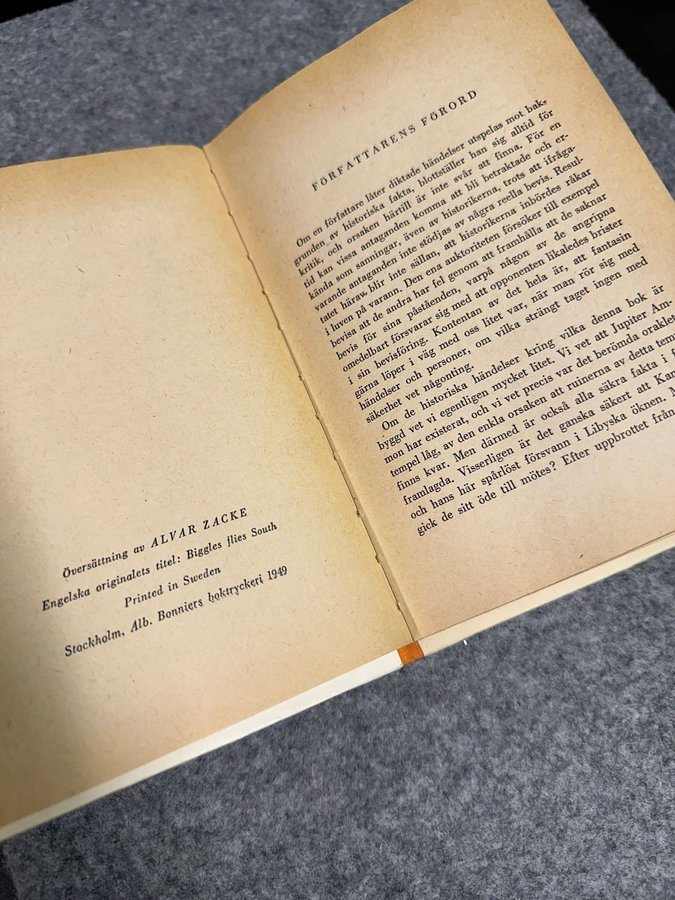 Översättning av ALVAR ZACKE
Engelska originalets titel: Biggles flies South
Printed in Sweden
Stockholm, Alb. Bonniers boktryckeri 1949
FÖRFATTARENS FÖRORD
Om en författare låter diktade händelser utspelas mot bak-
grunden av historiska fakta, blottställer han sig alltid för
kritik, och orsaken härtill är inte svår att finna. För en
tid kan vissa antaganden komma att bli betraktade och er-
kända som sanningar, även av historikerna, trots att ifråga-
varande antaganden inte stödjas av några reella bevis. Resul-
tatet härav blir inte sällan, att historikerna inbördes råkar
i luven på varann. Den ena auktoriteten försöker till exempel
bevisa att de andra har fel genom att framhålla att de saknar
bevis för sina påståenden, varpå någon av de angripna
omedelbart försvarar sig med att opponenten likaledes brister
i sin bevisföring. Kontentan av det hela är, att fantasin
gärna löper i väg med oss litet var, när man rör sig med
händelser och personer, om vilka strängt taget ingen med
säkerhet vet någonting.
Om de historiska händelser kring vilka denna bok är
byggd vet vi egentligen mycket litet. Vi vet att Jupiter Am-
mon har existerat, och vi vet precis var det berömda oraklet
tempel låg, av den enkla orsaken att ruinerna av detta tem
finns kvar. Men därmed är också alla säkra fakta i f
framlagda. Visserligen är det ganska säkert att Kam
och hans här spårlöst försvann i Libyska öknen. M
gick de sitt öde till mötes? Efter uppbrottet från